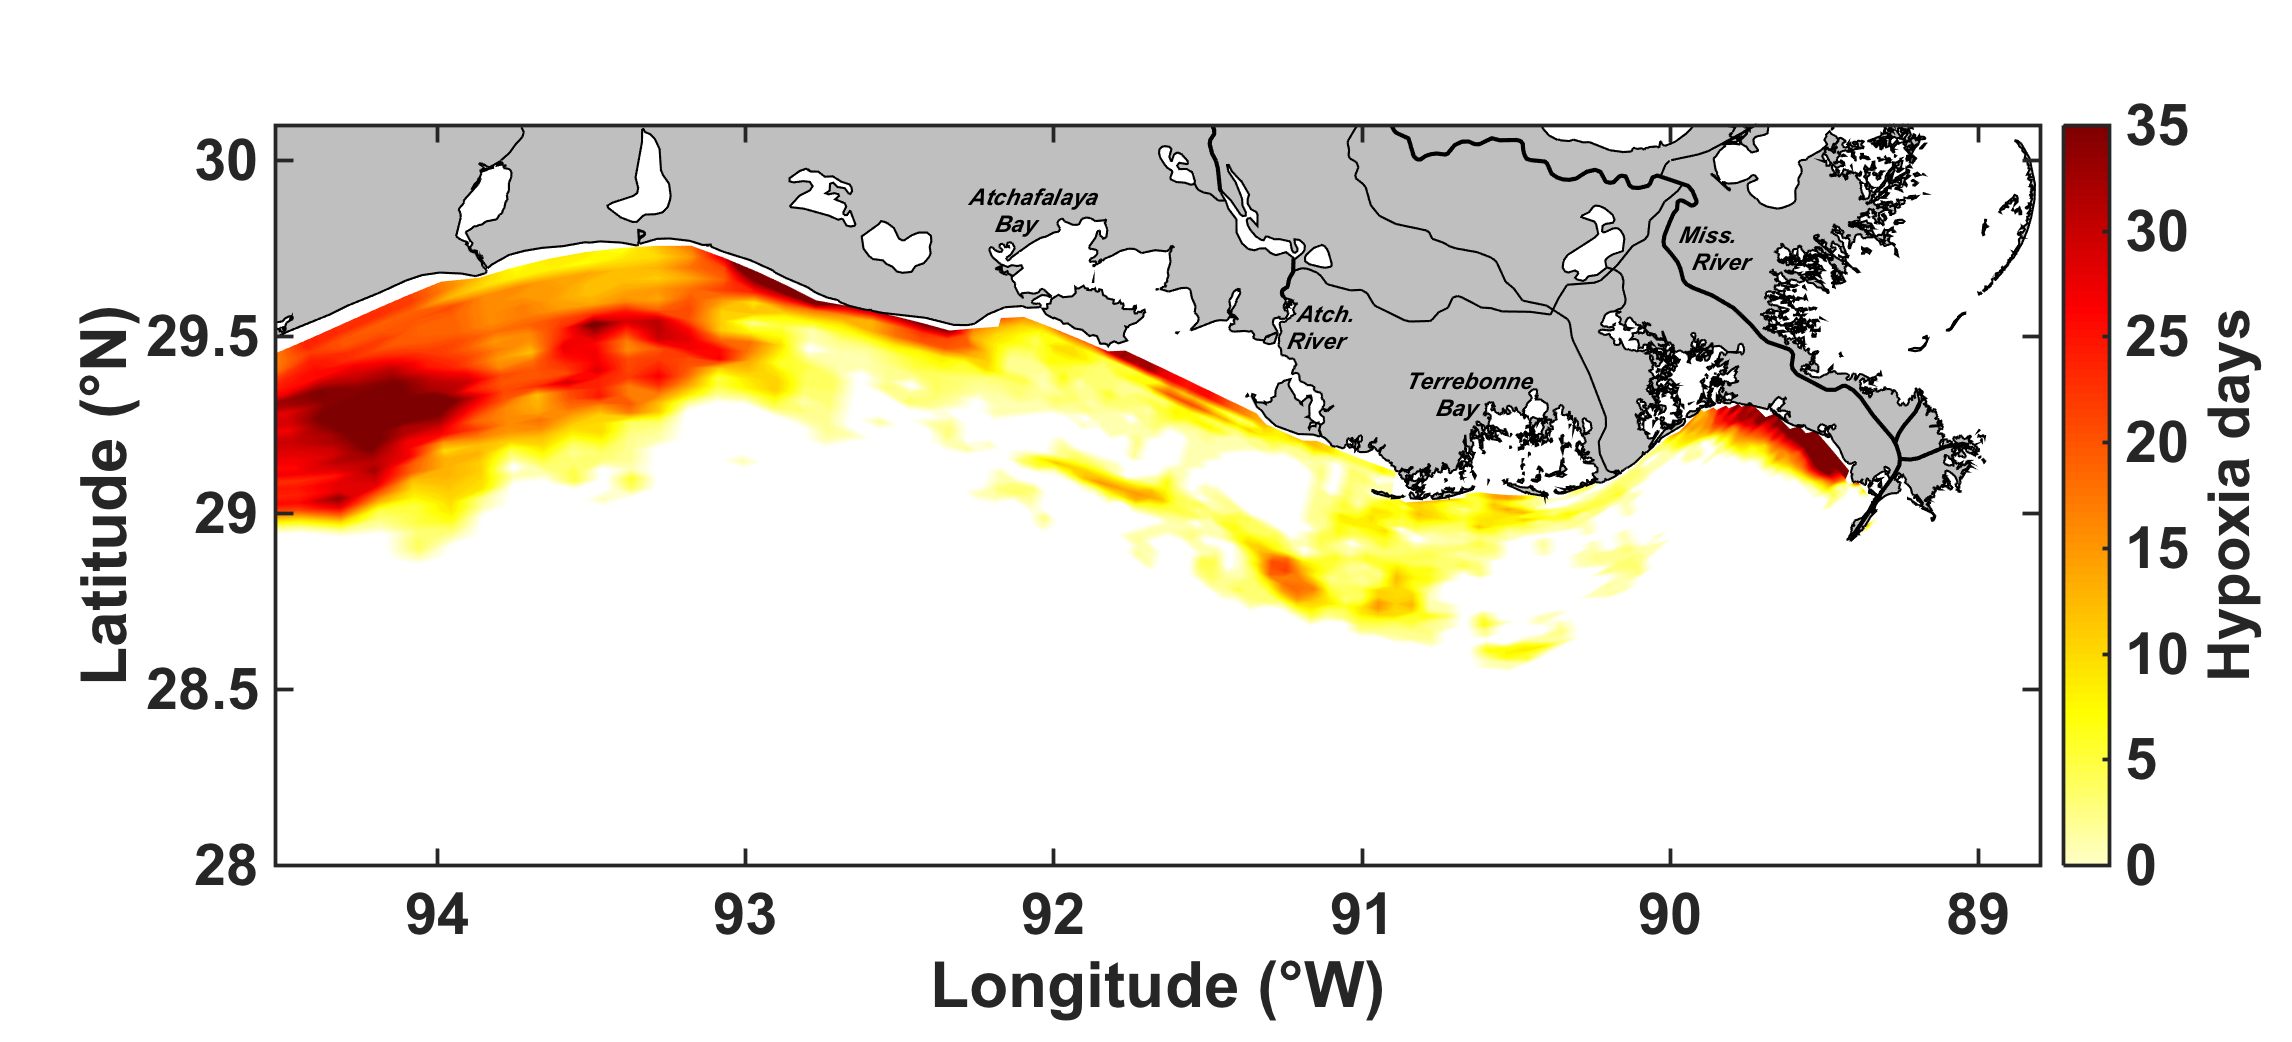 30
29.5
29
28.5
28
Latitude (°N)
94
93
92
91
90
89
Longitude (°W)
Atchafalaya
Bay
Miss.
River
Atch.
River
Terrebonne
Bay
35
30
25
20
15
10
5
0
Hypoxia days